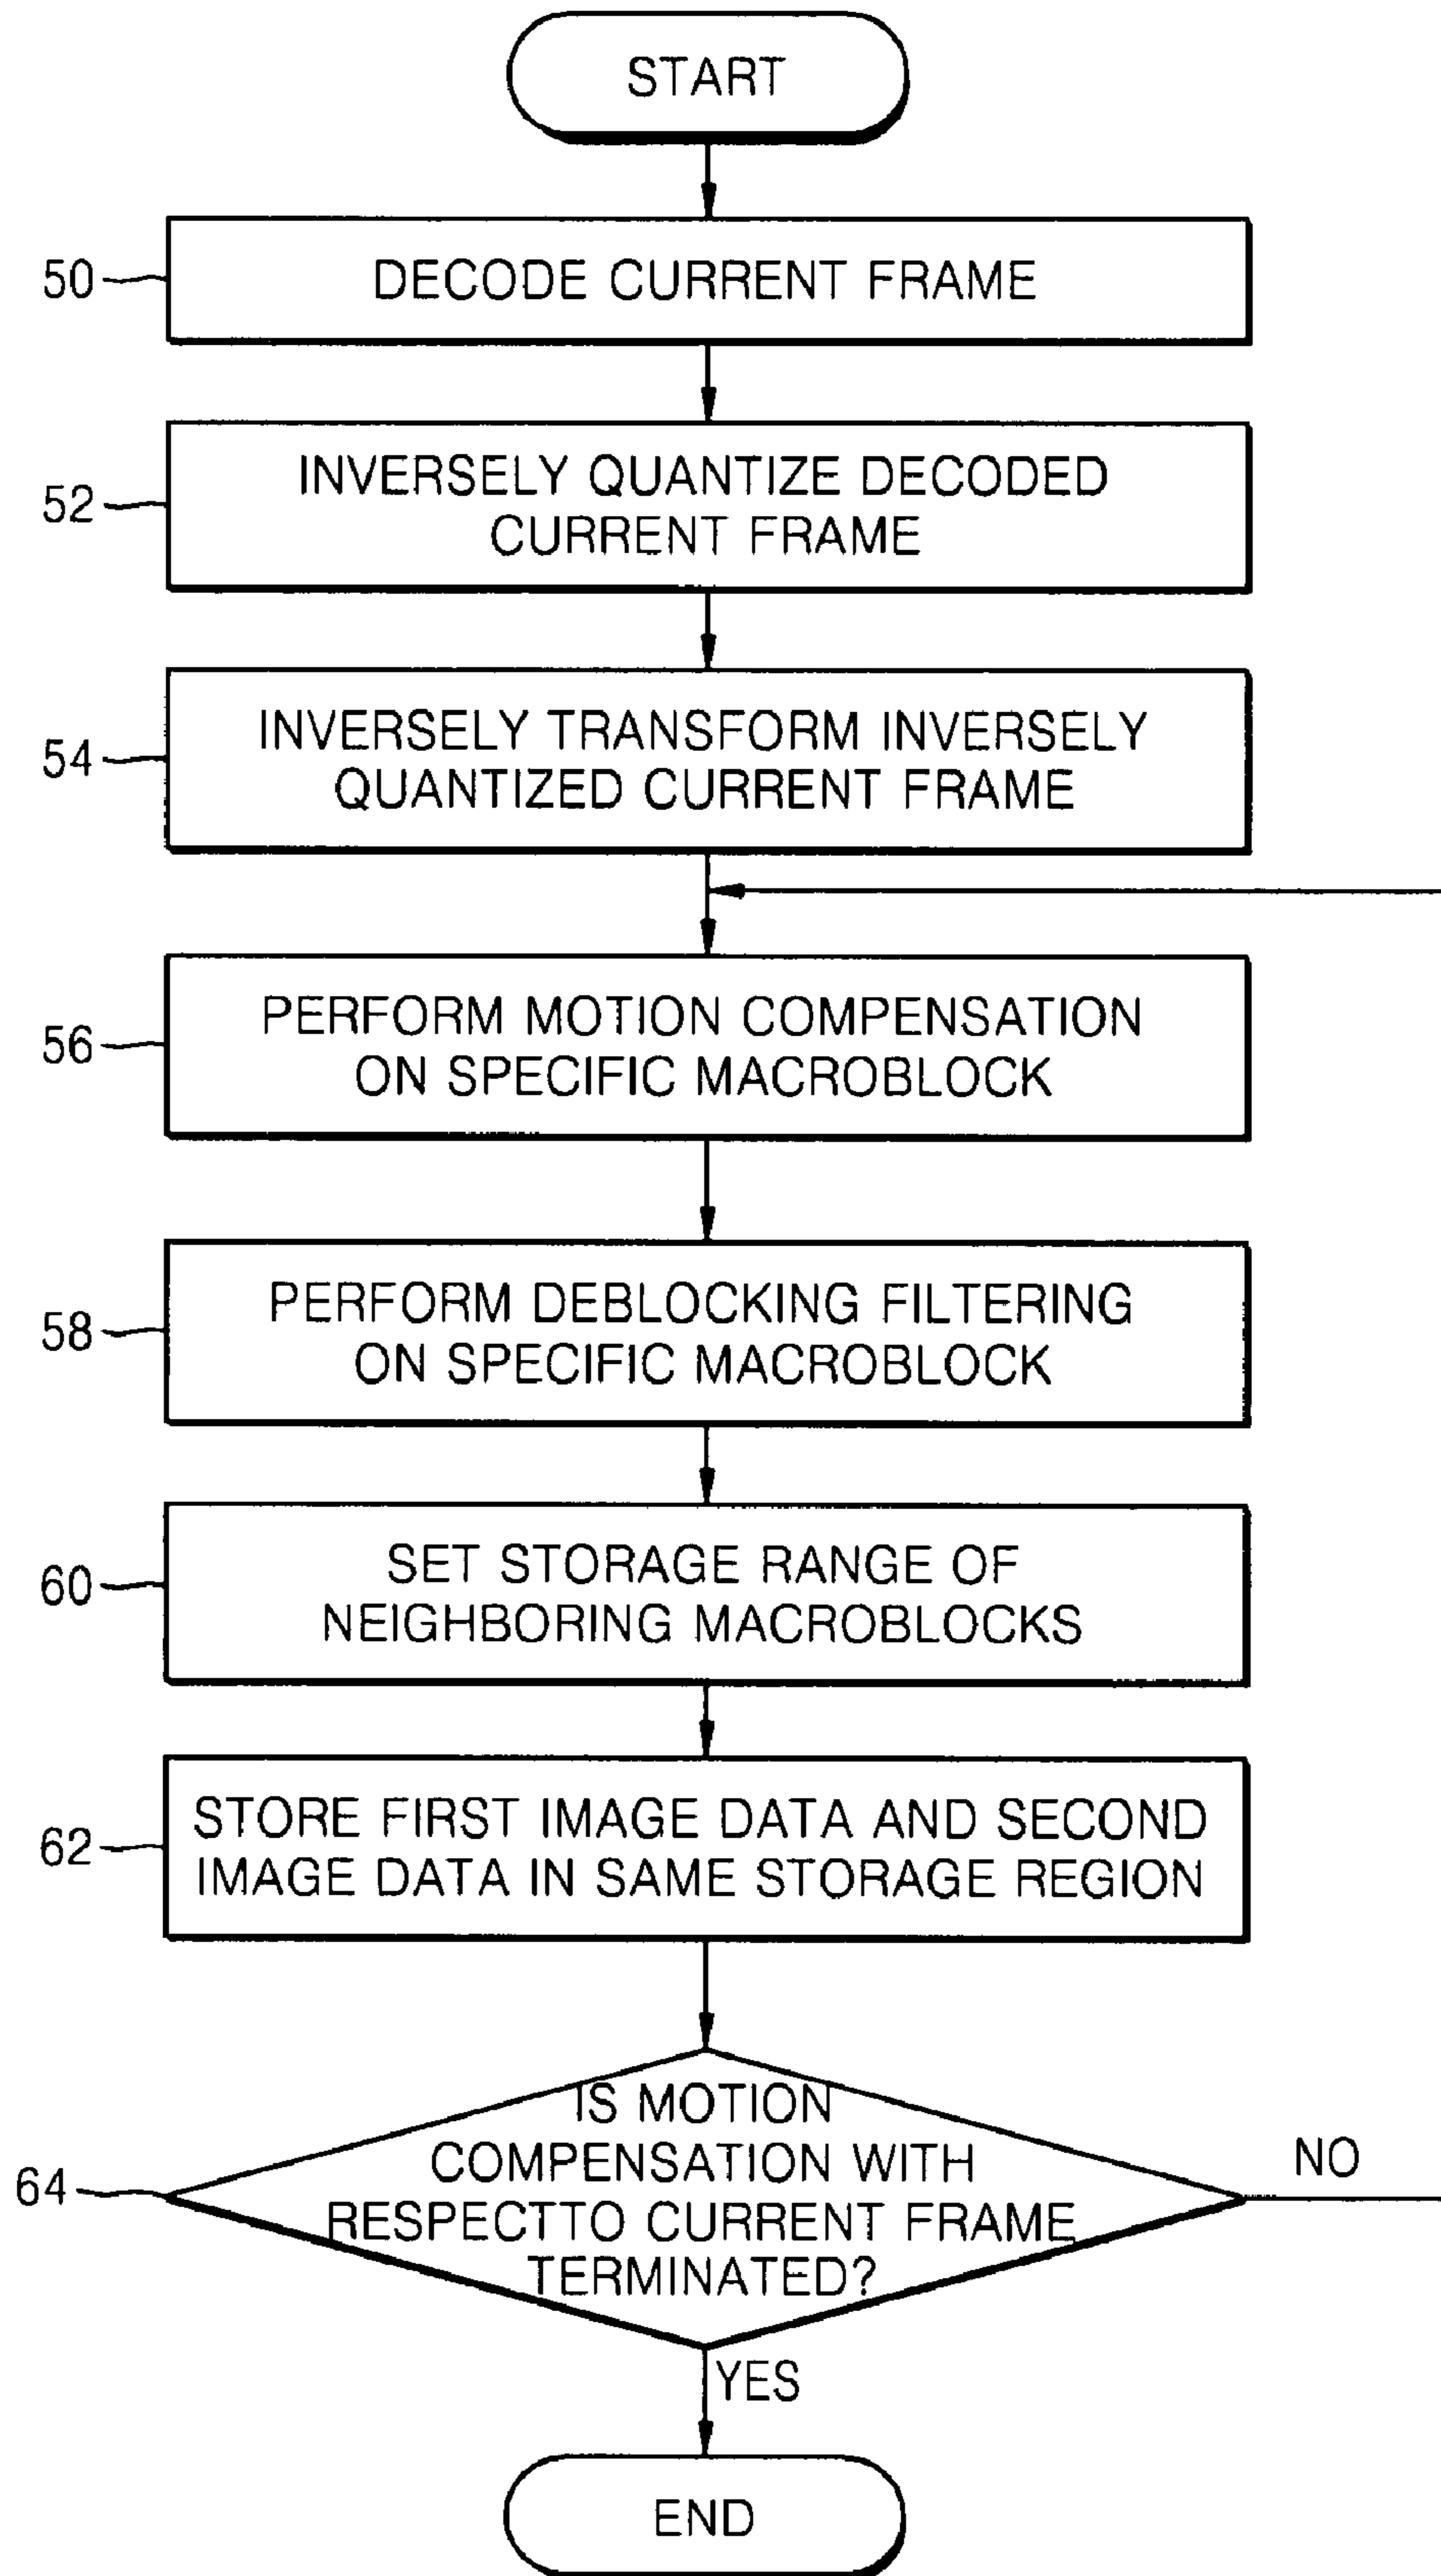 START
50
DECODE CURRENT FRAME
52
INVERSELY QUANTIZE DECODED
CURRENT FRAME
54
INVERSELY TRANSFORM INVERSELY
QUANTIZED CURRENT FRAME
56
PERFORM MOTION COMPENSATION
ON SPECIFIC MACROBLOCK
58
PERFORM DEBLOCKING FILTERING
ON SPECIFIC MACROBLOCK
60
SET STORAGE RANGE OF
NEIGHBORING MACROBLOCKS
62
STORE FIRST IMAGE DATA AND SECOND
IMAGE DATA IN SAME STORAGE REGION
64
IS MOTION
COMPENSATION WITH
RESPECTTO CURRENT FRAME
TERMINATED?
NO
YES
END